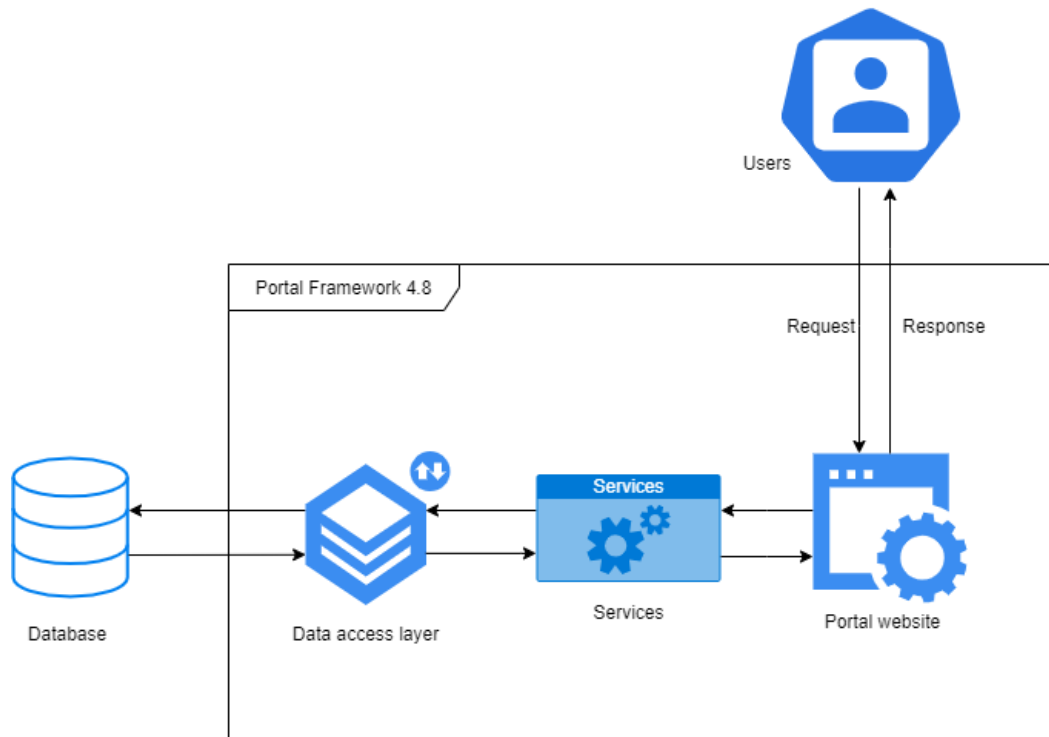 Users
Portal Framework 4.8
Request
Response
Services
Services
Database
Data access layer
Portal website